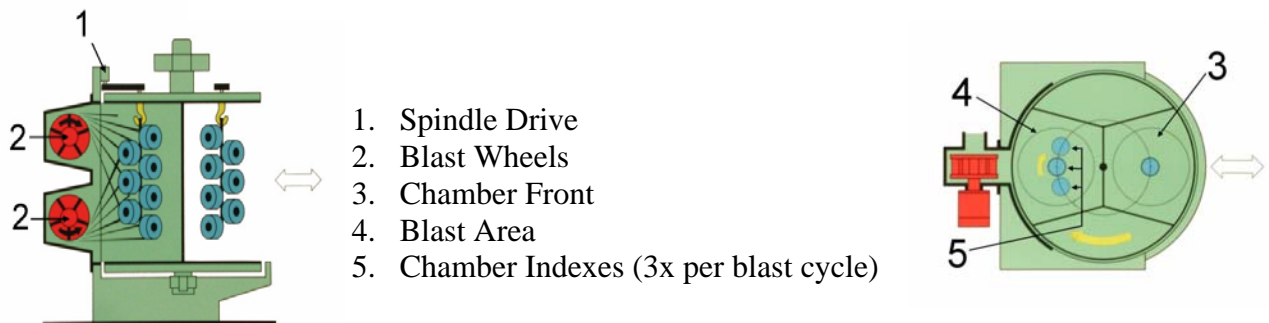 1
2
2
1. Spindle Drive
2. Blast Wheels
3. Chamber Front
4. Blast Area
5. Chamber Indexes (3x per blast cycle)
3
4
5